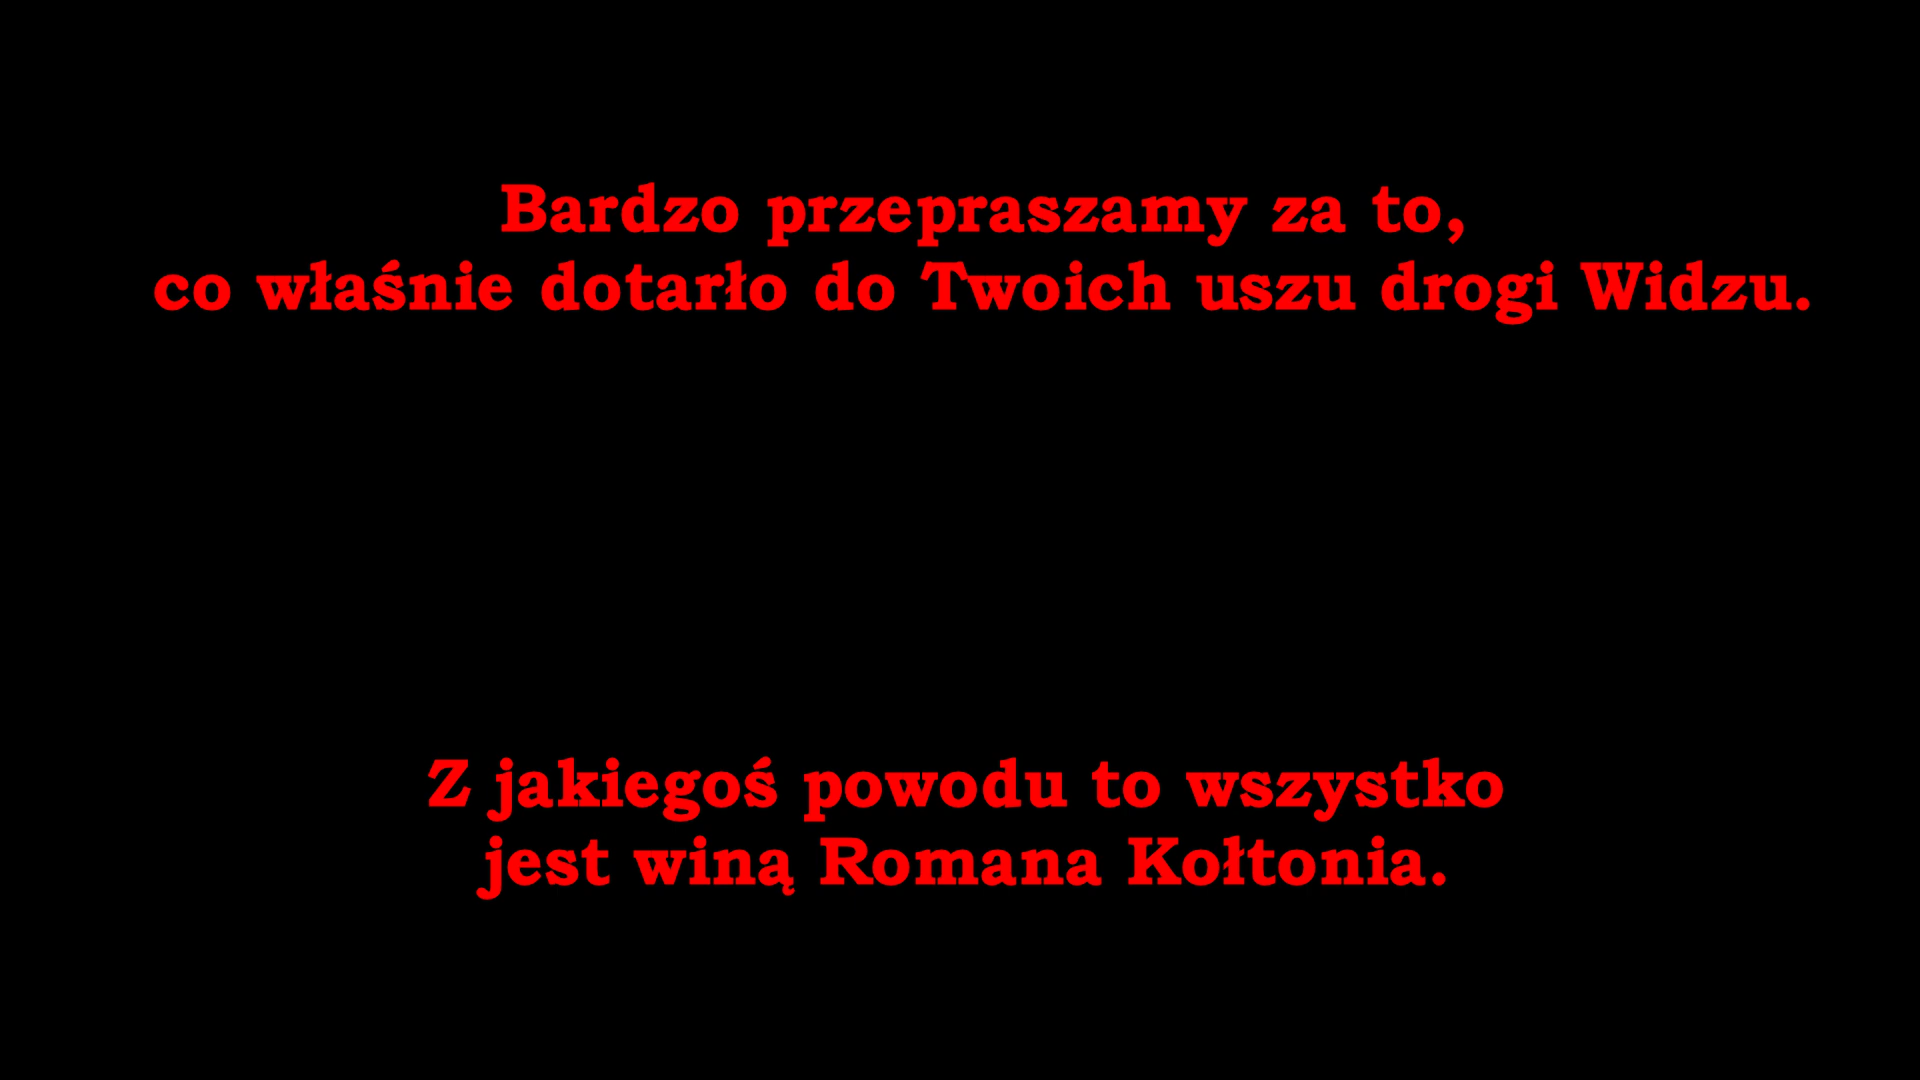 Bardzo przepraszamy za to,
co właśnie dotarło do Twoich uszu drogi Widzu.
Z jakiegoś powodu to wszystko
jest winą Romana Kołtonia.